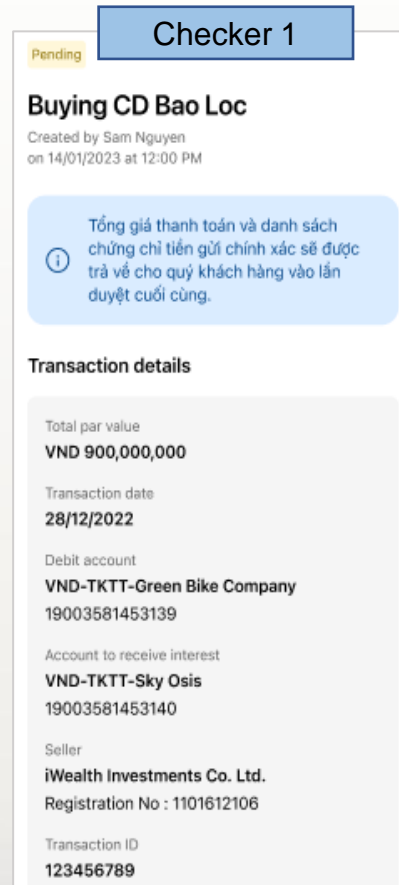 Checker 1
Pending
Buying CD Bao Loc
Created by Sam Nguyen
on 14/01/2023 at 12:00 PM
Tổng giá thanh toán và danh sách
chứng chỉ tiền gửi chính xác sẽ được
trả về cho quý khách hàng vào lần
duyệt cuối cùng.
Transaction details
Total par value
VND 900,000,000
Transaction date
28/12/2022
Debit account
VND-TKTT-Green Bike Company
19003581453139
Account to receive interest
VND-TKTT-Sky Osis
19003581453140
Seller
iWealth Investments Co. Ltd.
Registration No : 1101612106
Transaction ID
123456789